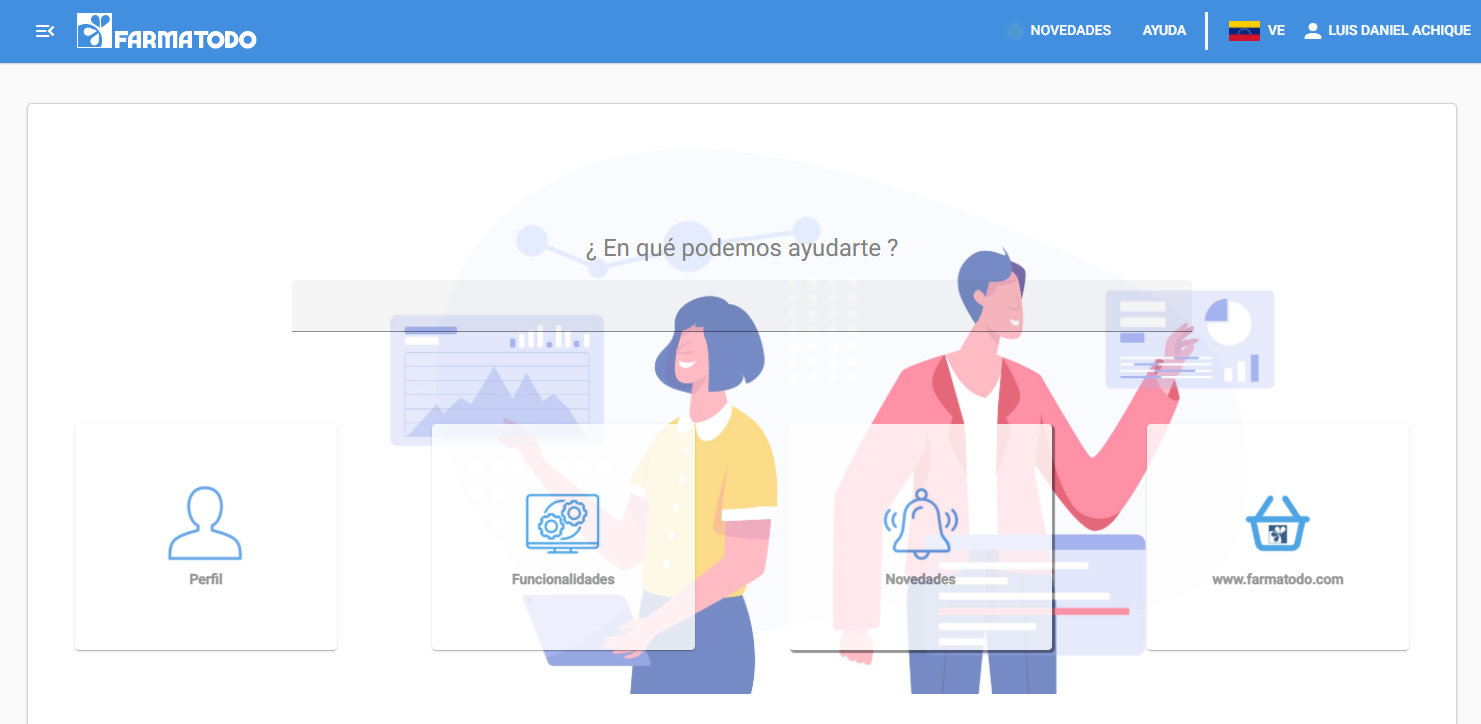 FARMATODO
NOVEDADES
AYUDA
VE
LUIS DANIEL ACHIQUE
¿ En qué podemos ayudarte ?
Perfil
Funcionalidades
Novedades
www.farmatodo.com